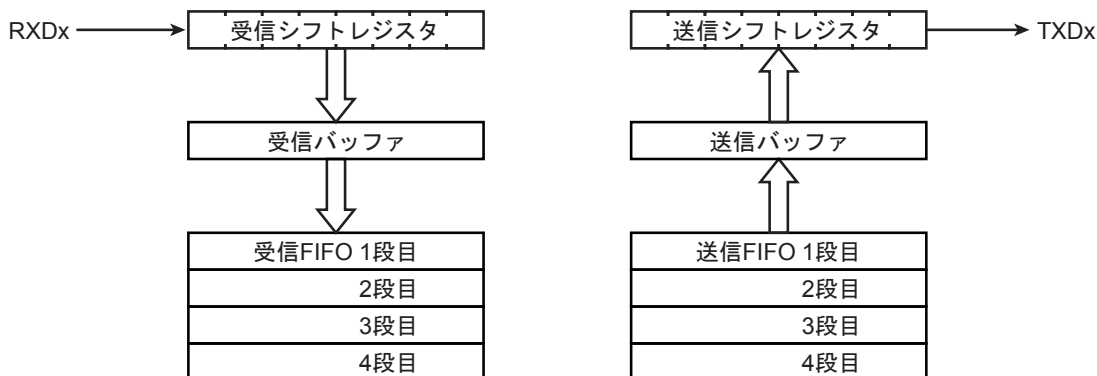 RXDx
受信シフトレジスタ
受信バッファ
受信FIFO 1段目
2段目
3段目
4段目
送信シフトレジスタ
TXDx
送信バッファ
送信FIFO 1段目
2段目
3段目
4段目